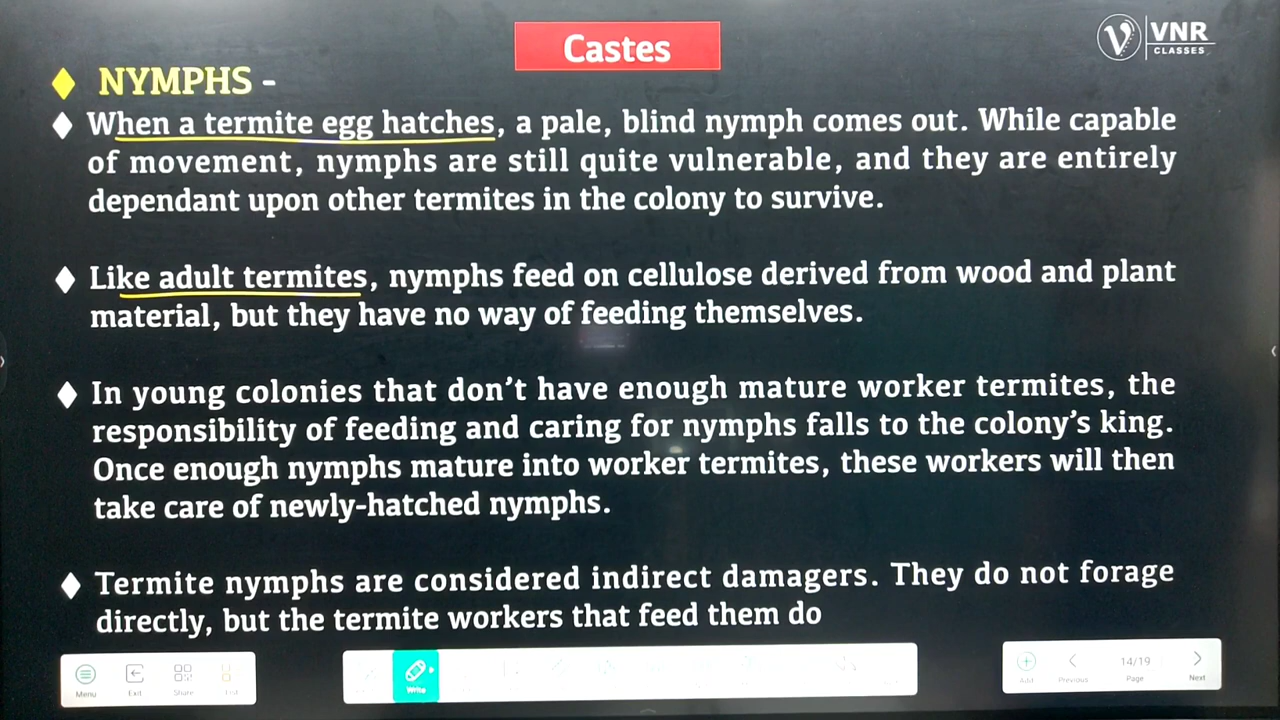 Castes
VNR
CLASSES
NYMPHS -
When a termite egg hatches, a pale, blind nymph comes out. While capable
of movement, nymphs are still quite vulnerable, and they are entirely
dependant upon other termites in the colony to survive.
Like adult termites, nymphs feed on cellulose derived from wood and plant
material, but they have no way of feeding themselves.
In young colonies that don't have enough mature worker termites, the
responsibility of feeding and caring for nymphs falls to the colony's king.
Once enough nymphs mature into worker termites, these workers will then
take care of newly-hatched nymphs.
Termite nymphs are considered indirect damagers. They do not forage
directly, but the termite workers that feed them do
Menu Exit Share List Write Add Previous 14/19 Page Next